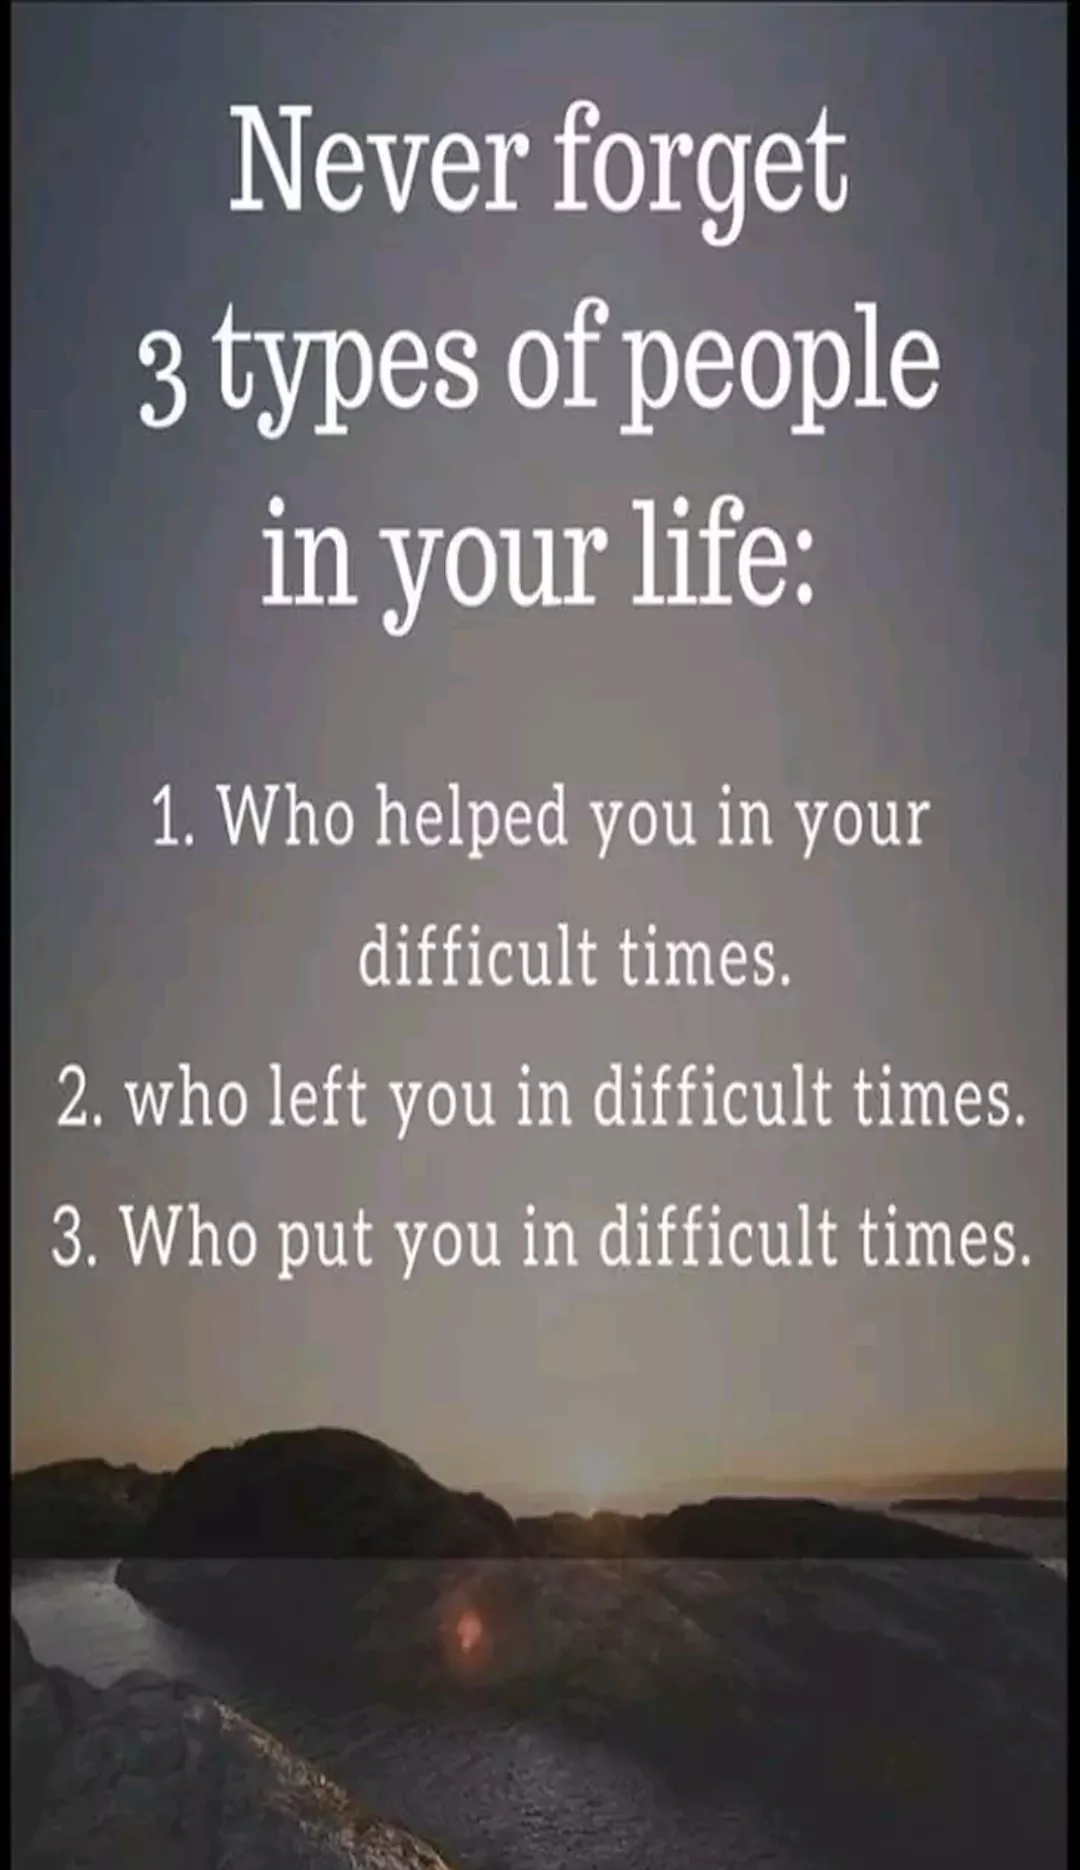 Never forget
3 types of people
in your life:
1. Who helped you in your
difficult times.
2. who left you in difficult times.
3. Who put you in difficult times.